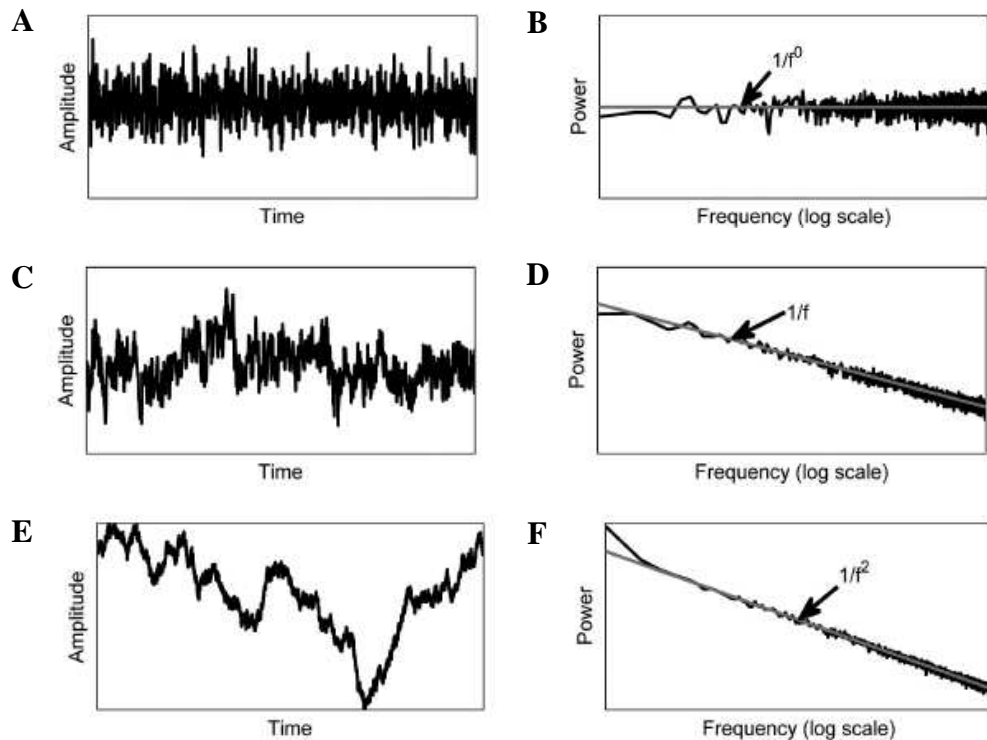 A
Amplitude
Time
B
Power
1/f⁰
Frequency (log scale)
C
Amplitude
Time
D
Power
1/f
Frequency (log scale)
E
Amplitude
Time
F
Power
1/f²
Frequency (log scale)